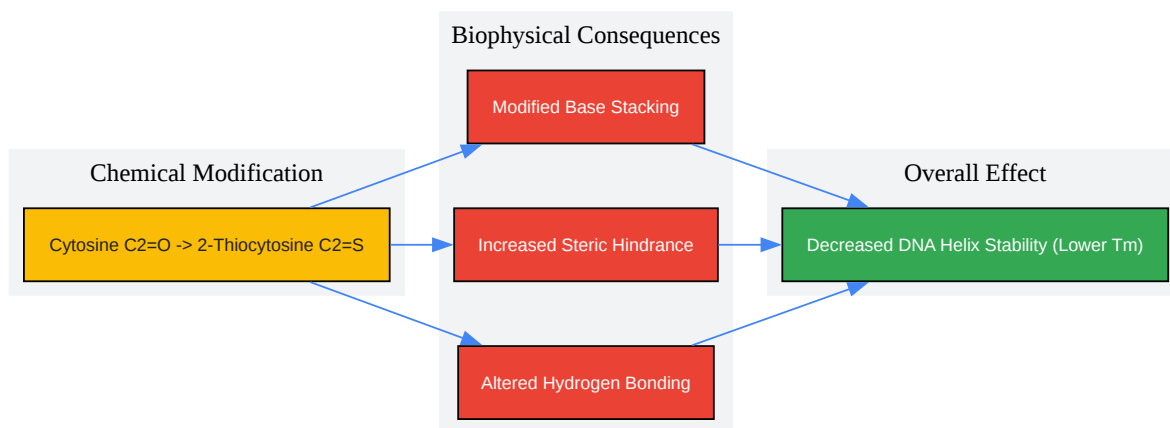 Biophysical Consequences
Modified Base Stacking
Chemical Modification
Cytosine C2=O -> 2-Thiocytosine C2=S
Increased Steric Hindrance
Overall Effect
Decreased DNA Helix Stability (Lower Tm)
Altered Hydrogen Bonding